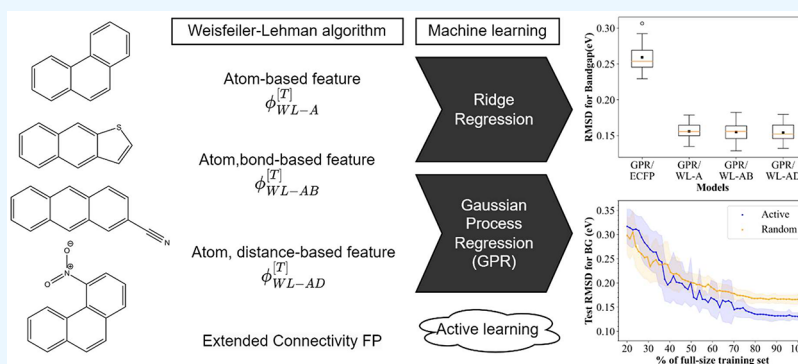 Weisfeiler-Lehman algorithm
Machine learning
Atom-based feature
ϕ[T]WL−A
Atom,bond-based feature
ϕ[T]WL−AB
Atom, distance-based feature
ϕ[T]WL−AD
Extended Connectivity FP
Ridge
Regression
Gaussian
Process
Regression
(GPR)
Active learning
S
N
O
⊖
N
⊕
O
RMSD for Bandgap(eV)
0.30
0.25
0.20
0.15
GPR/ GPR/ GPR/ GPR/
ECFP WL-A WL-AB WL-AD
Models
Test RMSD for BG (eV)
0.35
0.30
0.25
0.20
0.15
0.10
Active
Random
20 30 40 50 60 70 80 90
% of full-size training set